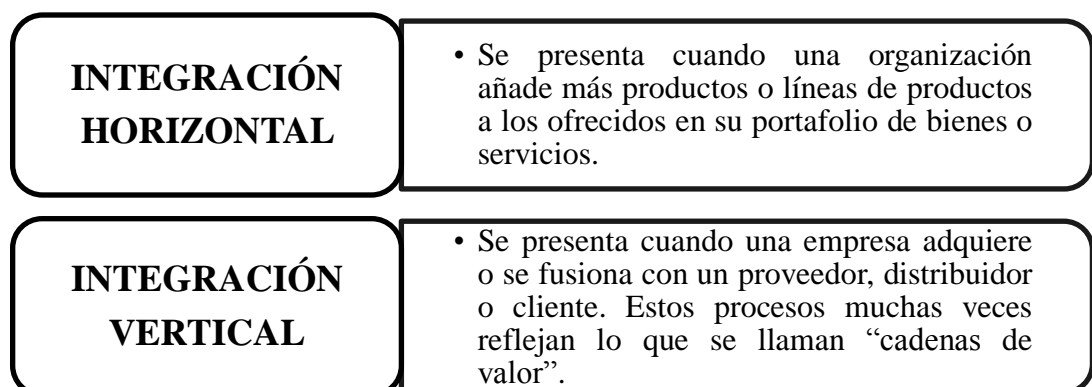 INTEGRACIÓN
HORIZONTAL
• Se presenta cuando una organización
añade más productos o líneas de productos
a los ofrecidos en su portafolio de bienes o
servicios.
INTEGRACIÓN
VERTICAL
• Se presenta cuando una empresa adquiere
o se fusiona con un proveedor, distribuidor
o cliente. Estos procesos muchas veces
reflejan lo que se llaman “cadenas de
valor”.